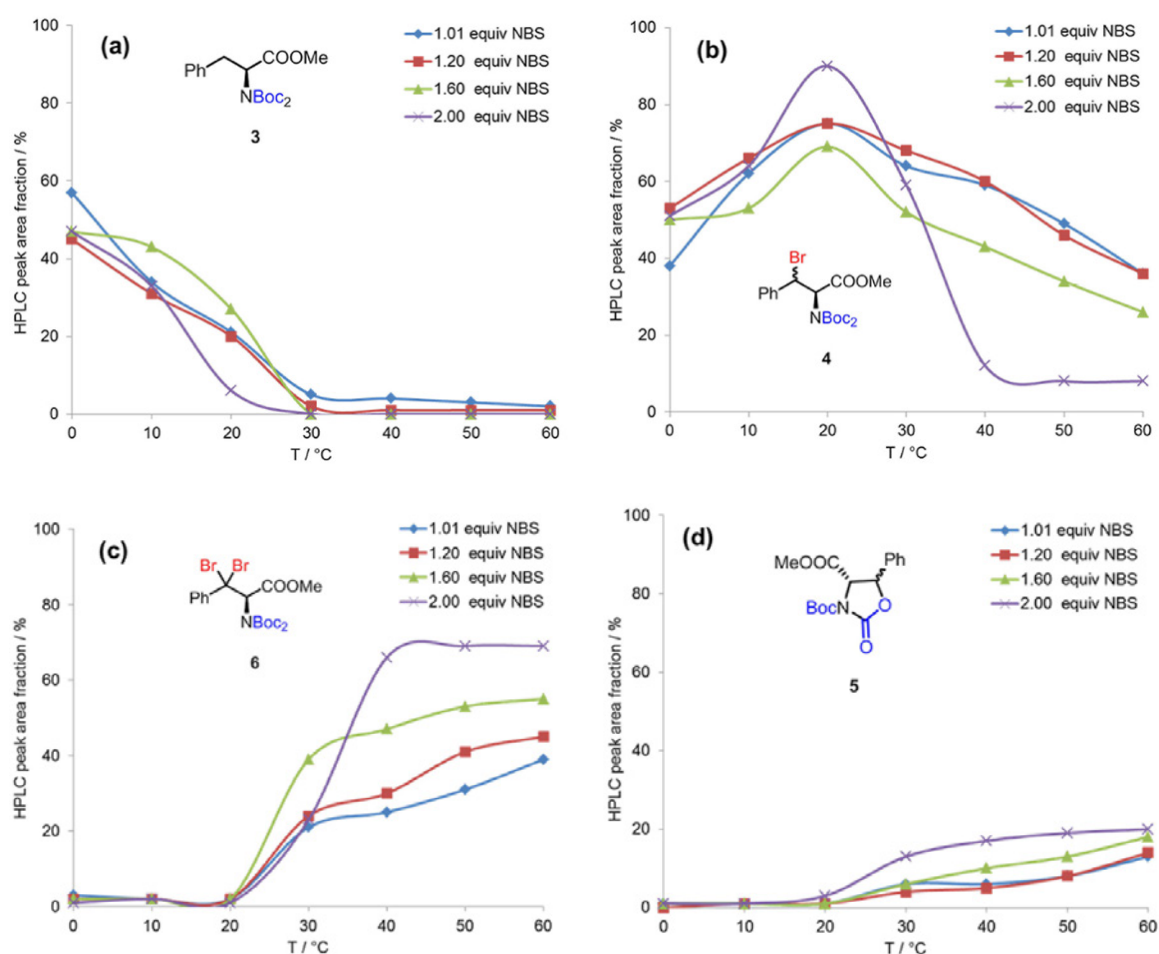 (a)
HPLC peak area fraction / %
100
80
60
40
20
0
0 10 20 30 40 50 60
T / °C
1.01 equiv NBS
1.20 equiv NBS
1.60 equiv NBS
2.00 equiv NBS
Ph
COOMe
NBoc2
3
(b)
HPLC peak area fraction / %
100
80
60
40
20
0
0 10 20 30 40 50 60
T / °C
1.01 equiv NBS
1.20 equiv NBS
1.60 equiv NBS
2.00 equiv NBS
Br
Ph
COOMe
NBoc2
4
(c)
HPLC peak area fraction / %
100
80
60
40
20
0
0 10 20 30 40 50 60
T / °C
1.01 equiv NBS
1.20 equiv NBS
1.60 equiv NBS
2.00 equiv NBS
Br Br
Ph
COOMe
NBoc2
6
(d)
HPLC peak area fraction / %
100
80
60
40
20
0
0 10 20 30 40 50 60
T / °C
1.01 equiv NBS
1.20 equiv NBS
1.60 equiv NBS
2.00 equiv NBS
Ph
MeOOC
BocN
O
O
5